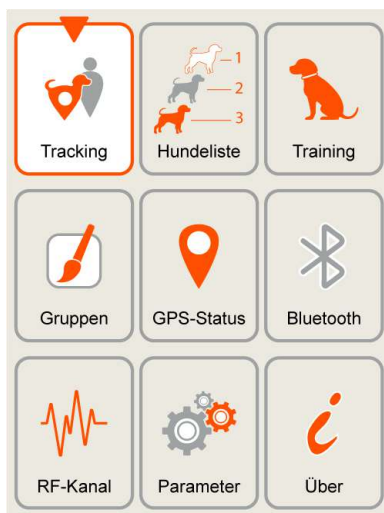 Tracking
1
2
3
Hundeliste
Training
Gruppen
GPS-Status
Bluetooth
RF-Kanal
Parameter
Über